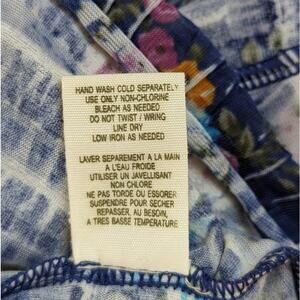 HAND WASH COLD SEPARATELY
USE ONLY NON-CHLORINE
BLEACH AS NEEDED
DO NOT TWIST / WRING
LINE DRY
LOW IRON AS NEEDED
LAVER SEPAREMENT A LA MAIN
A L'EAU FROIDE
UTILISER UN JAVELLISANT
NON CHLORE
NE PAS TORDE OU ESSORER
SUSPENDRE POUR SECHER
REPASSER, AU BESOIN,
A TRES BASSE TEMPÉRATURE